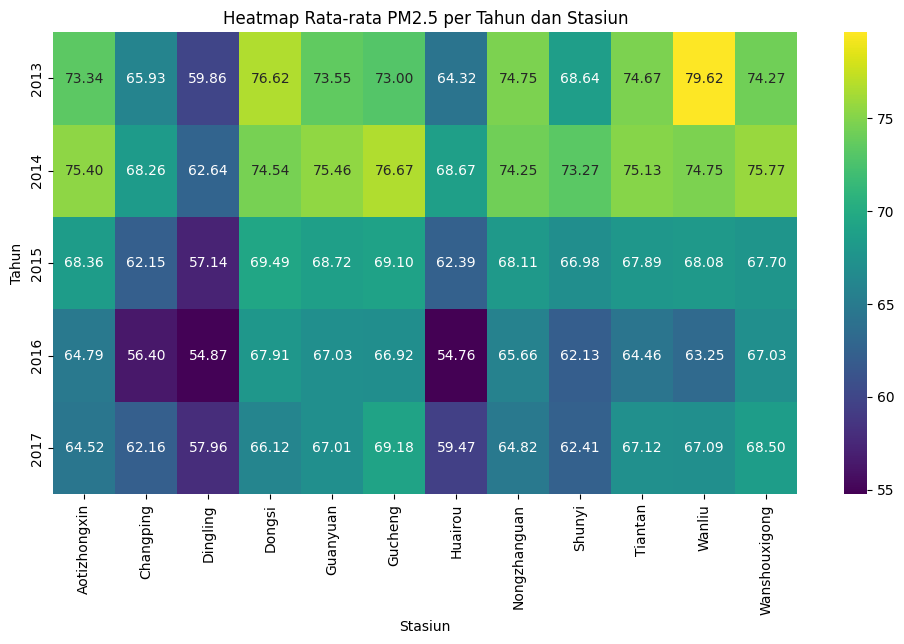 Heatmap Rata-rata PM2.5 per Tahun dan Stasiun
Tahun
2013 73.34 65.93 59.86 76.62 73.55 73.00 64.32 74.75 68.64 74.67 79.62 74.27
2014 75.40 68.26 62.64 74.54 75.46 76.67 68.67 74.25 73.27 75.13 74.75 75.77
2015 68.36 62.15 57.14 69.49 68.72 69.10 62.39 68.11 66.98 67.89 68.08 67.70
2016 64.79 56.40 54.87 67.91 67.03 66.92 54.76 65.66 62.13 64.46 63.25 67.03
2017 64.52 62.16 57.96 66.12 67.01 69.18 59.47 64.82 62.41 67.12 67.09 68.50
Aotizhongxin Changping Dingling Dongsi Guanyuan Gucheng Huairou Nongzhanguan Shunyi Tiantan Wanliu Wanshouxigong
Stasiun
75
70
65
60
55